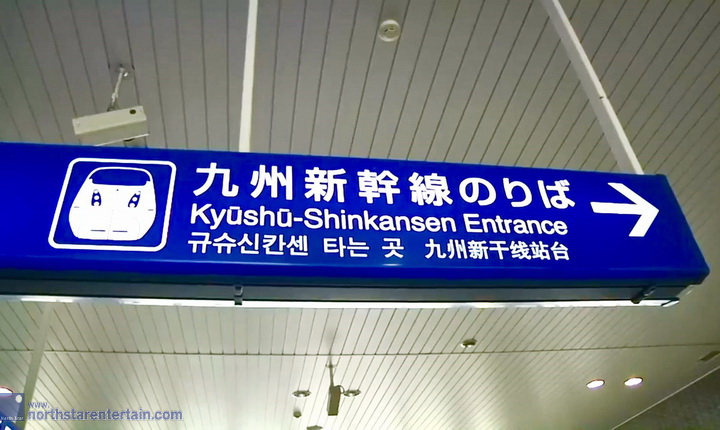 九州新幹線のりば
Kyūshū-Shinkansen Entrance
규슈신칸센 타는 곳 九州新干线站台
www.
northstarentertain.com